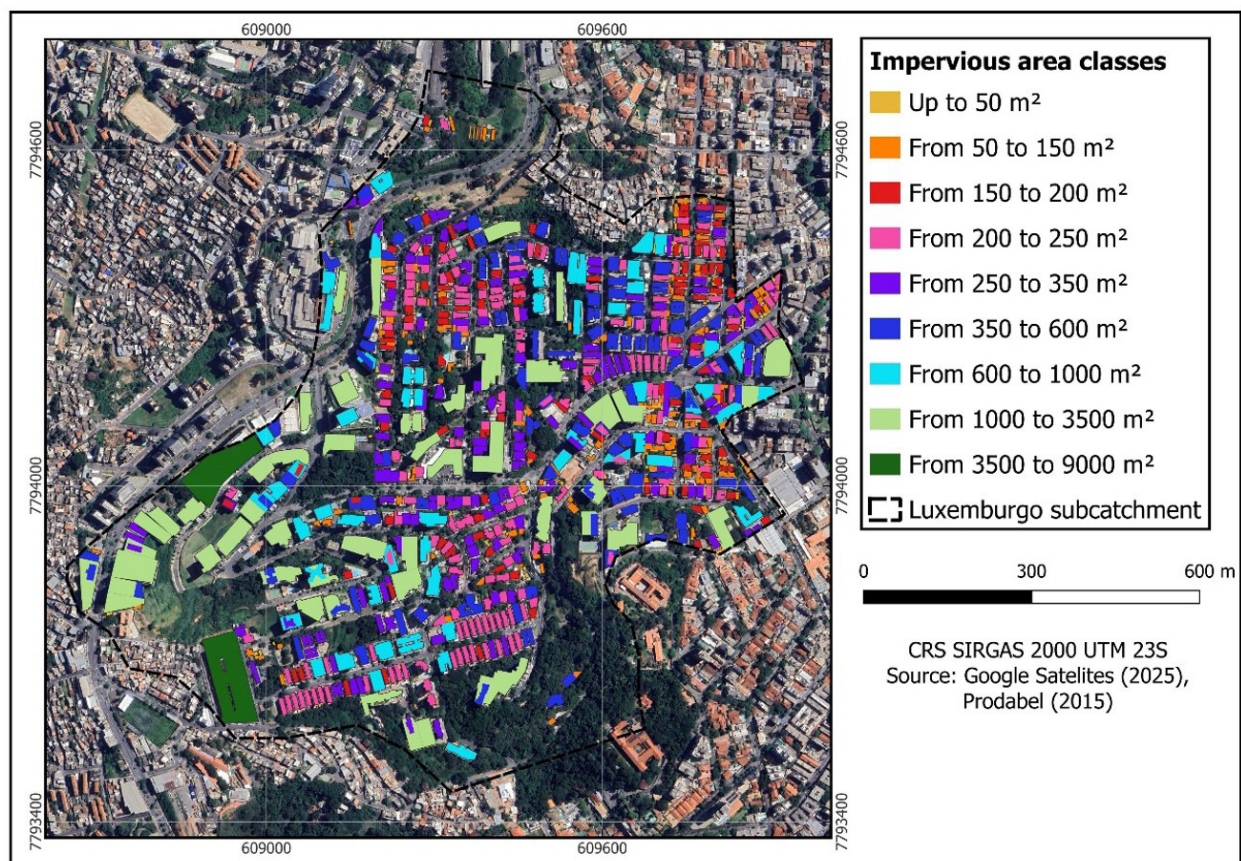 609000
609600
7794600
7794600
7794000
7794000
7793400
7793400
609000
609600
Impervious area classes
Up to 50 m²
From 50 to 150 m²
From 150 to 200 m²
From 200 to 250 m²
From 250 to 350 m²
From 350 to 600 m²
From 600 to 1000 m²
From 1000 to 3500 m²
From 3500 to 9000 m²
Luxemburgo subcatchment
0 300 600 m
CRS SIRGAS 2000 UTM 23S
Source: Google Satelites (2025),
Prodabel (2015)